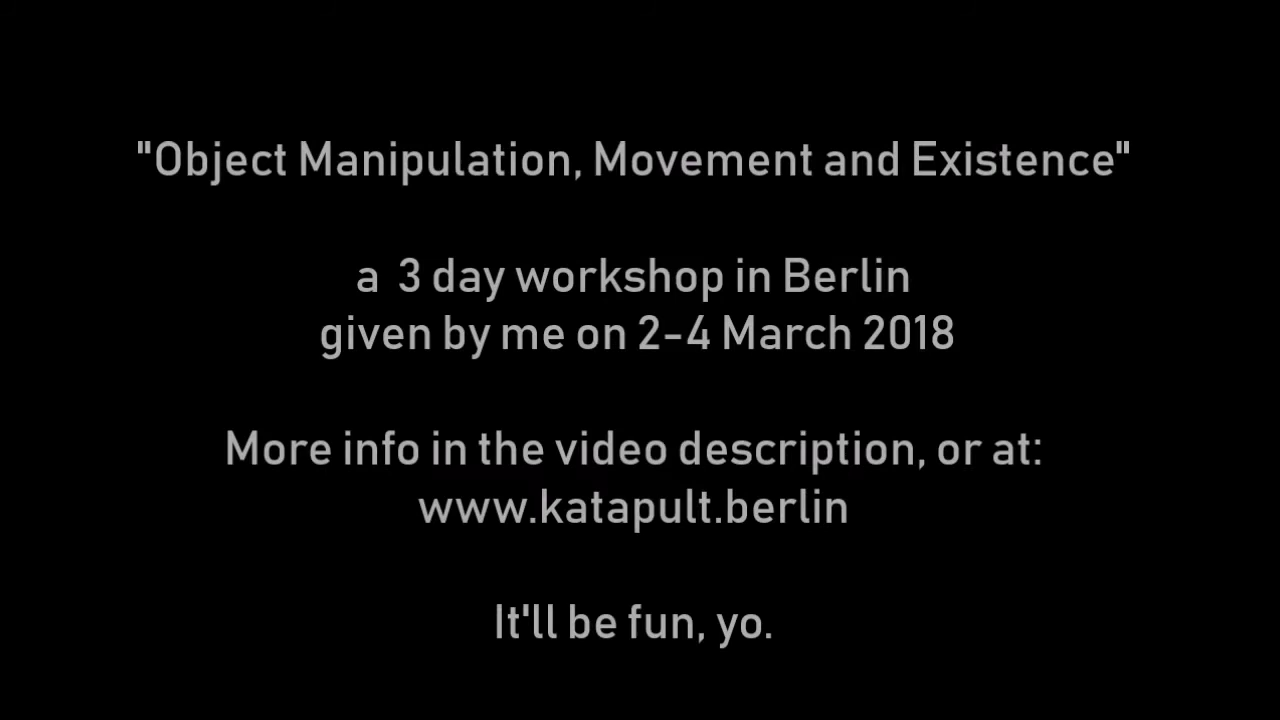 "Object Manipulation, Movement and Existence"
a 3 day workshop in Berlin
given by me on 2-4 March 2018
More info in the video description, or at:
www.katapult.berlin
It'll be fun, yo.